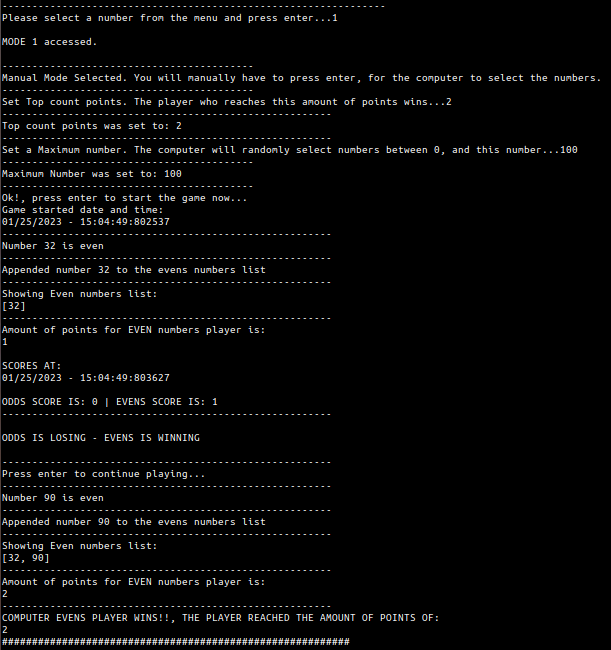 ----------------------------------------------------------------
Please select a number from the menu and press enter...1
MODE 1 accessed.
------------------------------------------
Manual Mode Selected. You will manually have to press enter, for the computer to select the numbers.
------------------------------------------
Set Top count points. The player who reaches this amount of points wins...2
-------------------------------------------------------
Top count points was set to: 2
-------------------------------------------------------
Set a Maximum number. The computer will randomly select numbers between 0, and this number...100
------------------------------------------
Maximum Number was set to: 100
------------------------------------------
Ok!, press enter to start the game now...
Game started date and time:
01/25/2023 - 15:04:49:802537
-------------------------------------------------------
Number 32 is even
-------------------------------------------------------
Appended number 32 to the evens numbers list
-------------------------------------------------------
Showing Even numbers list:
[32]
-------------------------------------------------------
Amount of points for EVEN numbers player is:
1
SCORES AT:
01/25/2023 - 15:04:49:803627
ODDS SCORE IS: 0 | EVENS SCORE IS: 1
-------------------------------------------------------
ODDS IS LOSING - EVENS IS WINNING
-------------------------------------------------------
Press enter to continue playing...
-------------------------------------------------------
Number 90 is even
-------------------------------------------------------
Appended number 90 to the evens numbers list
-------------------------------------------------------
Showing Even numbers list:
[32, 90]
-------------------------------------------------------
Amount of points for EVEN numbers player is:
2
-------------------------------------------------------
COMPUTER EVENS PLAYER WINS!!, THE PLAYER REACHED THE AMOUNT OF POINTS OF:
2
##########################################################